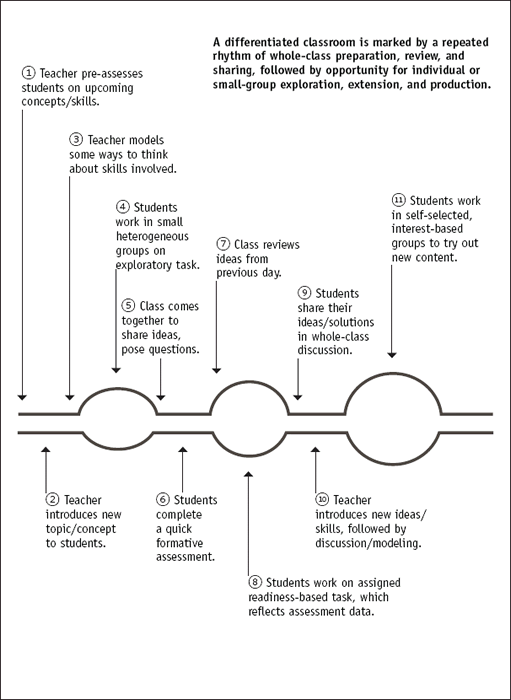 A differentiated classroom is marked by a repeated
rhythm of whole-class preparation, review, and
sharing, followed by opportunity for individual or
small-group exploration, extension, and production.
① Teacher pre-assesses
students on upcoming
concepts/skills.
③ Teacher models
some ways to think
about skills involved.
④ Students
work in small
heterogeneous
groups on
exploratory task.
⑤ Class comes
together to
share ideas,
pose questions.
⑦ Class reviews
ideas from
previous day.
⑨ Students
share their
ideas/solutions
in whole-class
discussion.
⑪ Students work
in self-selected,
interest-based
groups to try out
new content.
② Teacher
introduces new
topic/concept
to students.
⑥ Students
complete
a quick
formative
assessment.
⑧ Students work on assigned
readiness-based task, which
reflects assessment data.
⑩ Teacher
introduces new ideas/
skills, followed by
discussion/modeling.